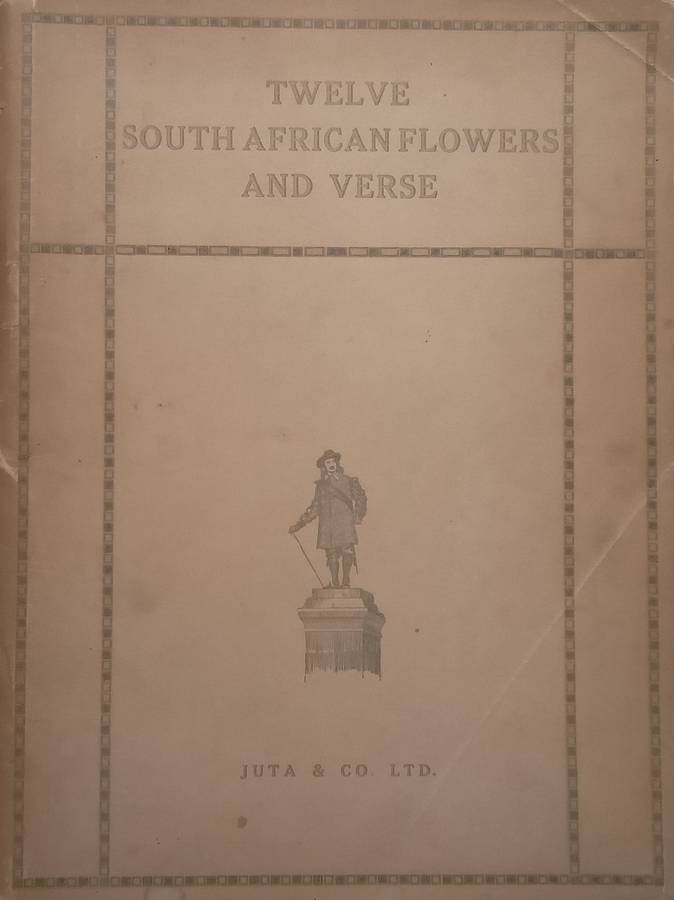 TWELVE
SOUTH AFRICAN FLOWERS
AND VERSE
JUTA & CO. LTD.